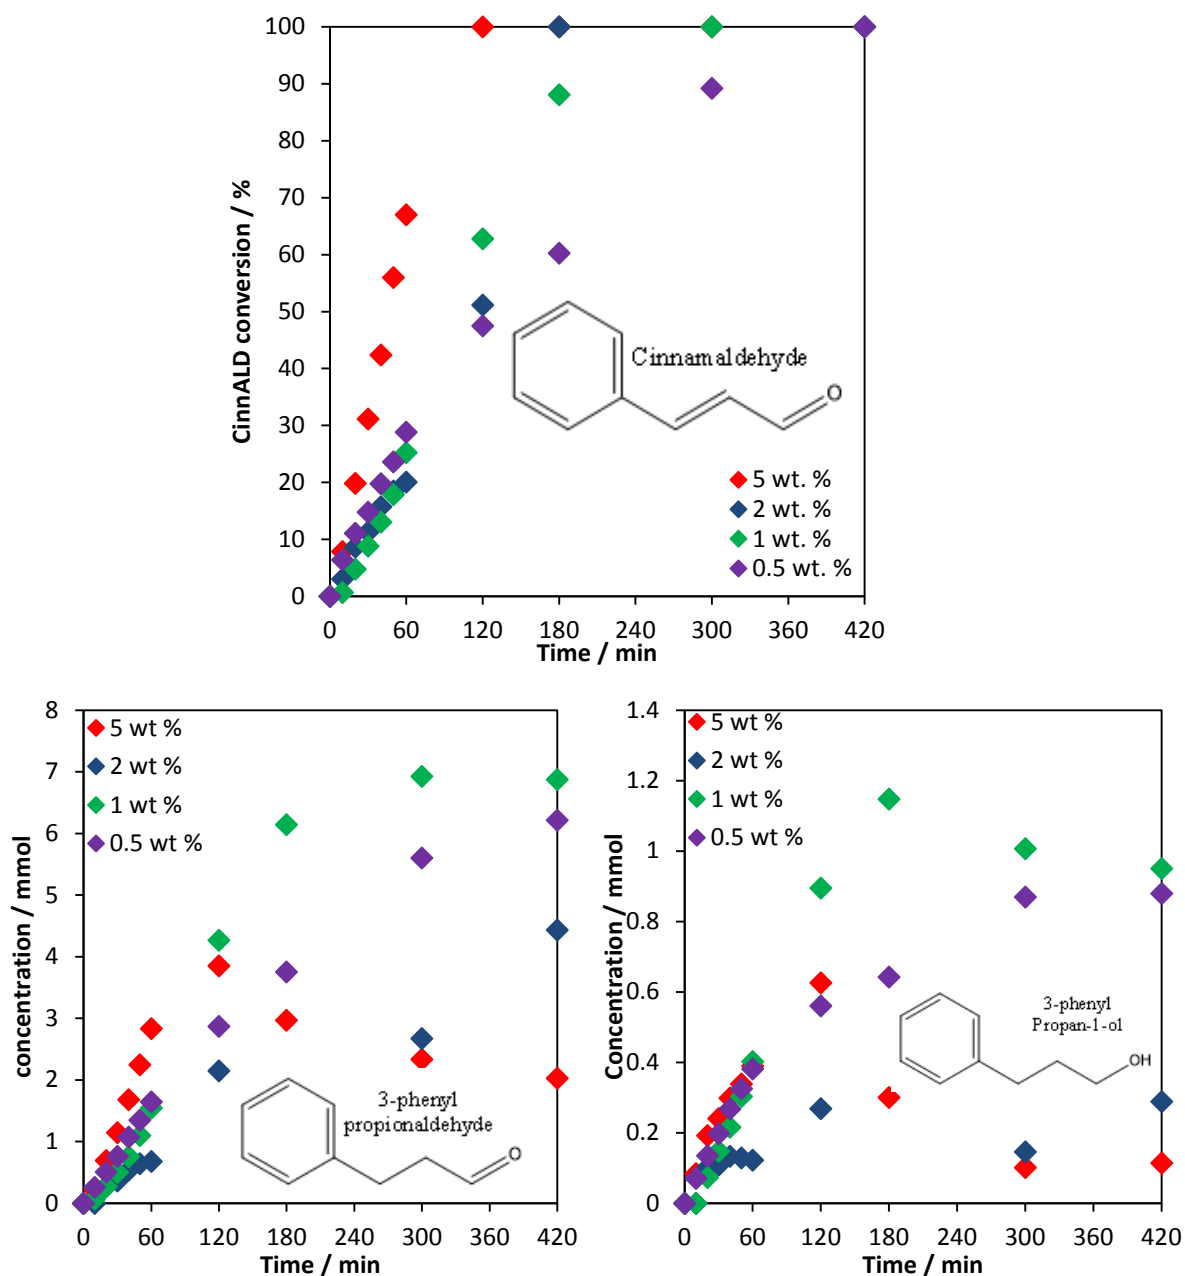 100
90
80
70
60
50
40
30
20
10
0
CinnALD conversion / %
Cinnamaldehyde
O
5 wt. %
2 wt. %
1 wt. %
0.5 wt. %
0 60 120 180 240 300 360 420
Time / min
8
7
6
5
4
3
2
1
0
concentration / mmol
5 wt %
2 wt %
1 wt %
0.5 wt %
3-phenyl
propionaldehyde
O
0 60 120 180 240 300 360 420
Time / min
1.4
1.2
1
0.8
0.6
0.4
0.2
0
Concentration / mmol
5 wt %
2 wt %
1 wt %
0.5 wt %
3-phenyl
Propan-1-ol
OH
0 60 120 180 240 300 360 420
Time / min